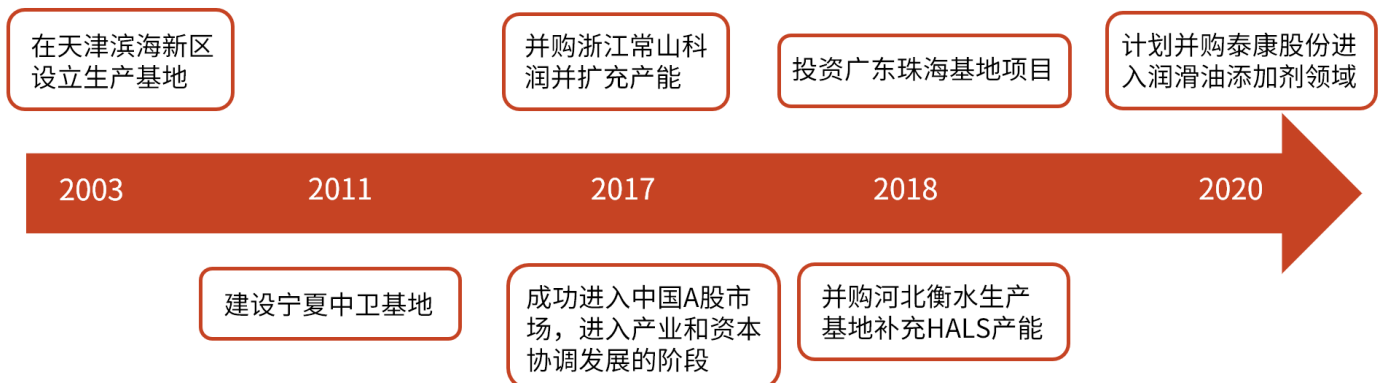 在天津滨海新区
设立生产基地
并购浙江常山科
润并扩充产能
投资广东珠海基地项目
计划并购泰康股份进
入润滑油添加剂领域
2003
2011
2017
2018
2020
建设宁夏中卫基地
成功进入中国A股市
场，进入产业和资本
协调发展的阶段
并购河北衡水生产
基地补充HALS产能